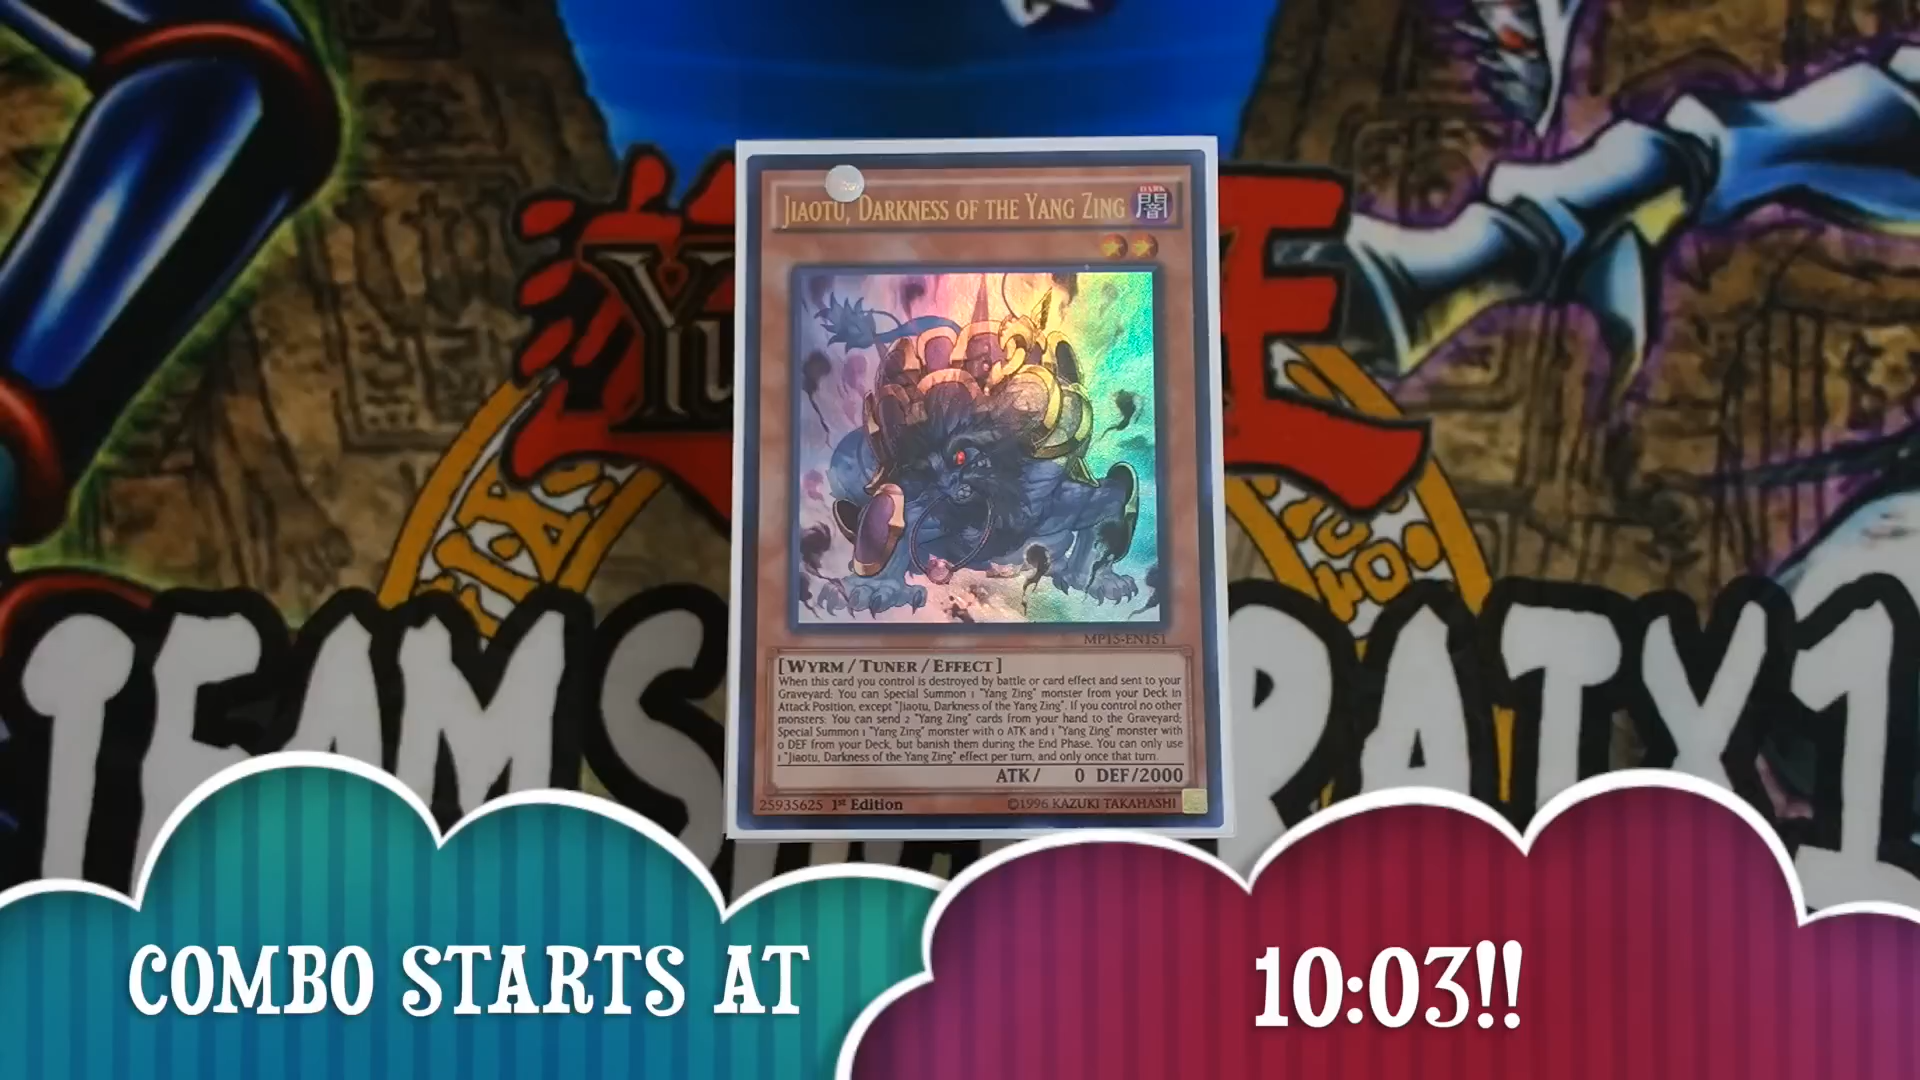 JIAOTU, DARKNESS OF THE YANG ZING
DARK
闇
MP15-EN151
[WYRM/TUNER/EFFECT]
When this card you control is destroyed by battle or card effect and sent to your
Graveyard: You can Special Summon 1 "Yang Zing" monster from your Deck in
Attack Position, except "Jiaotu, Darkness of the Yang Zing". If you control no other
monsters: You can send 2 "Yang Zing" cards from your hand to the Graveyard;
Special Summon 1 "Yang Zing" monster with 0 ATK and 1 "Yang Zing" monster with
0 DEF from your Deck, but banish them during the End Phase. You can only use
1 "Jiaotu, Darkness of the Yang Zing" effect per turn, and only once that turn.
ATK/ 0 DEF/2000
25935625 1st Edition
©1996 KAZUKI TAKAHASHI
COMBO STARTS AT
10:03!!